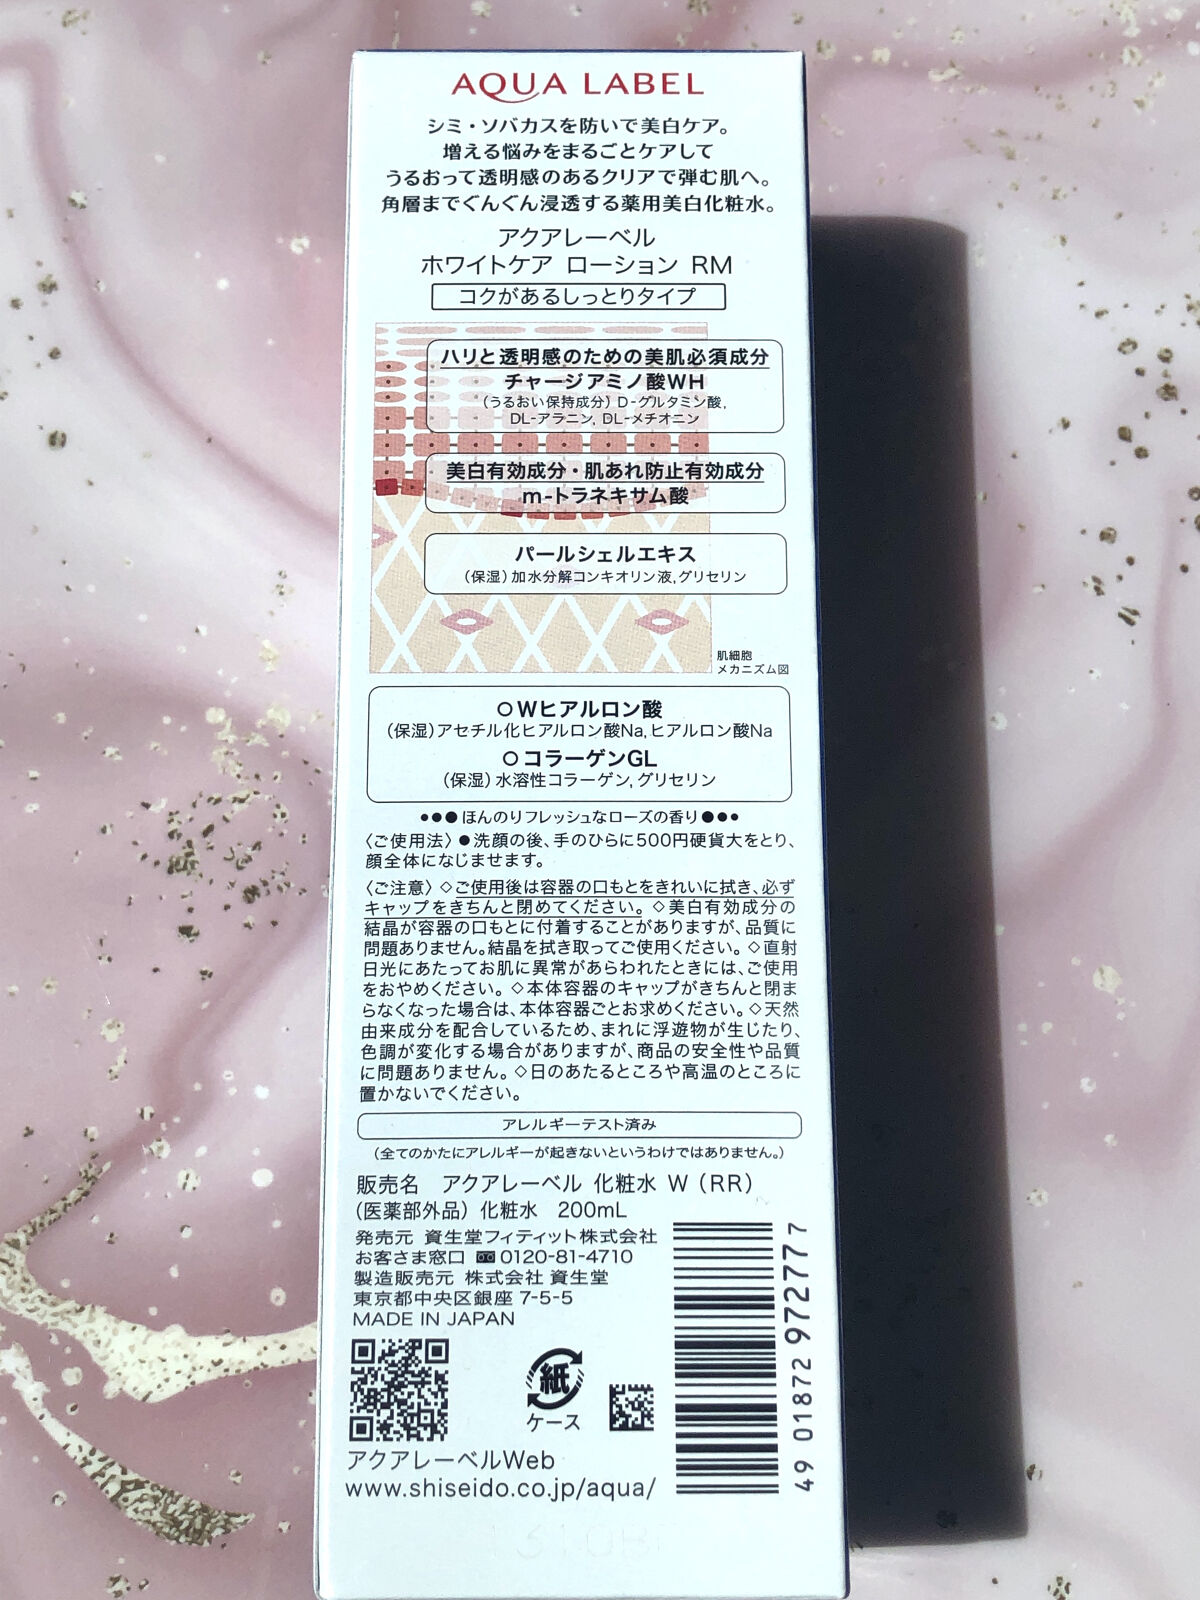 AQUA LABEL
シミ・ソバカスを防いで美白ケア。
増える悩みをまるごとケアして
うるおって透明感のあるクリアで弾む肌へ。
角層までぐんぐん浸透する薬用美白化粧水。
アクアレーベル
ホワイトケア ローション RM
コクがあるしっとりタイプ
ハリと透明感のための美肌必須成分
チャージアミノ酸WH
(うるおい保持成分) D-グルタミン酸,
DL-アラニン, DL-メチオニン
美白有効成分・肌あれ防止有効成分
m-トラネキサム酸
パールシェルエキス
(保湿) 加水分解コンキオリン液, グリセリン
肌細胞
メカニズム図
○Wヒアルロン酸
(保湿) アセチル化ヒアルロン酸Na, ヒアルロン酸Na
○コラーゲンGL
(保湿) 水溶性コラーゲン, グリセリン
●●●ほんのりフレッシュなローズの香り●●●
〈ご使用法〉●洗顔の後、手のひらに500円硬貨大をとり、
顔全体になじませます。
〈ご注意〉◇ご使用後は容器の口もとをきれいに拭き、必ず
キャップをきちんと閉めてください。◇美白有効成分の
結晶が容器の口もとに付着することがありますが、品質に
問題ありません。結晶を拭き取ってご使用ください。◇直射
日光にあたってお肌に異常があらわれたときには、ご使用
をおやめください。◇本体容器のキャップがきちんと閉ま
らなくなった場合は、本体容器ごとお求めください。◇天然
由来成分を配合しているため、まれに浮遊物が生じたり、
色調が変化する場合がありますが、商品の安全性や品質
に問題ありません。◇日のあたるところや高温のところに
置かないでください。
アレルギーテスト済み
(全てのかたにアレルギーが起きないというわけではありません。)
販売名 アクアレーベル 化粧水 W (RR)
(医薬部外品) 化粧水 200mL
発売元 資生堂フィティット株式会社
お客さま窓口 0120-81-4710
製造販売元 株式会社 資生堂
東京都中央区銀座 7-5-5
MADE IN JAPAN
紙
ケース
アクアレーベルWeb
www.shiseido.co.jp/aqua/
49 01872 972777